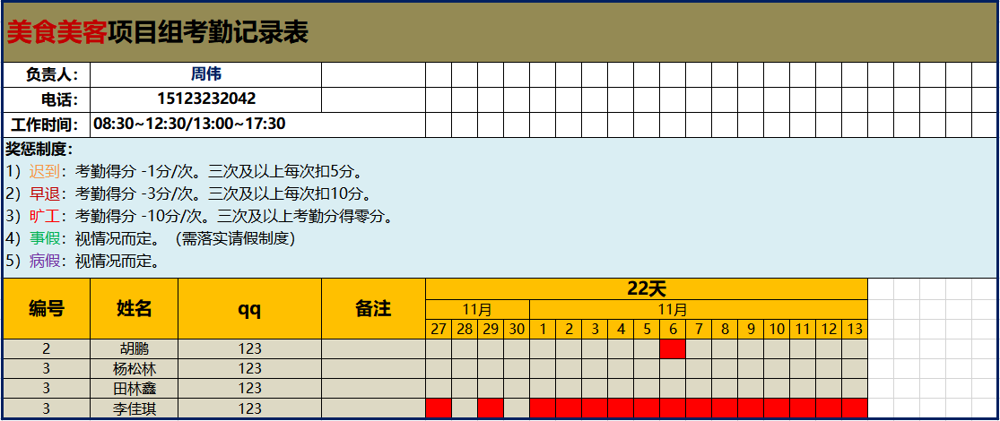 美食美客项目组考勤记录表
负责人： 周伟
电话： 15123232042
工作时间： 08:30~12:30/13:00~17:30
奖惩制度：
1）迟到：考勤得分 -1分/次。三次及以上每次扣5分。
2）早退：考勤得分 -3分/次。三次及以上每次扣10分。
3）旷工：考勤得分 -10分/次。三次及以上考勤分得零分。
4）事假：视情况而定。（需落实请假制度）
5）病假：视情况而定。
编号 姓名 qq 备注 22天
11月 11月
27 28 29 30 1 2 3 4 5 6 7 8 9 10 11 12 13
2 胡鹏 123
3 杨松林 123
3 田林鑫 123
3 李佳琪 123